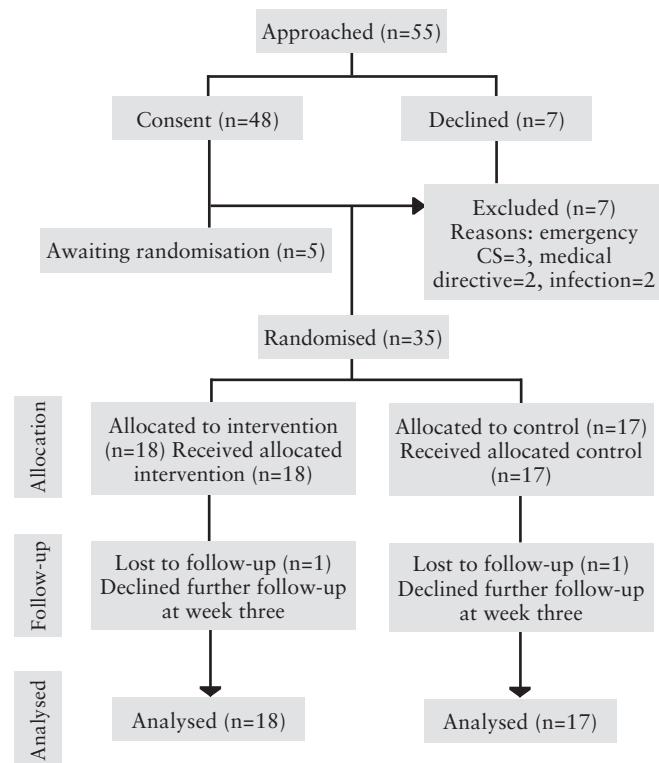 Approached (n=55)
Consent (n=48)
Declined (n=7)
Excluded (n=7)
Reasons: emergency
CS=3, medical
directive=2, infection=2
Awaiting randomisation (n=5)
Randomised (n=35)
Allocation
Allocated to intervention
(n=18) Received allocated
intervention (n=18)
Allocated to control (n=17)
Received allocated control
(n=17)
Follow-up
Lost to follow-up (n=1)
Declined further follow-up
at week three
Lost to follow-up (n=1)
Declined further follow-up
at week three
Analysed
Analysed (n=18)
Analysed (n=17)